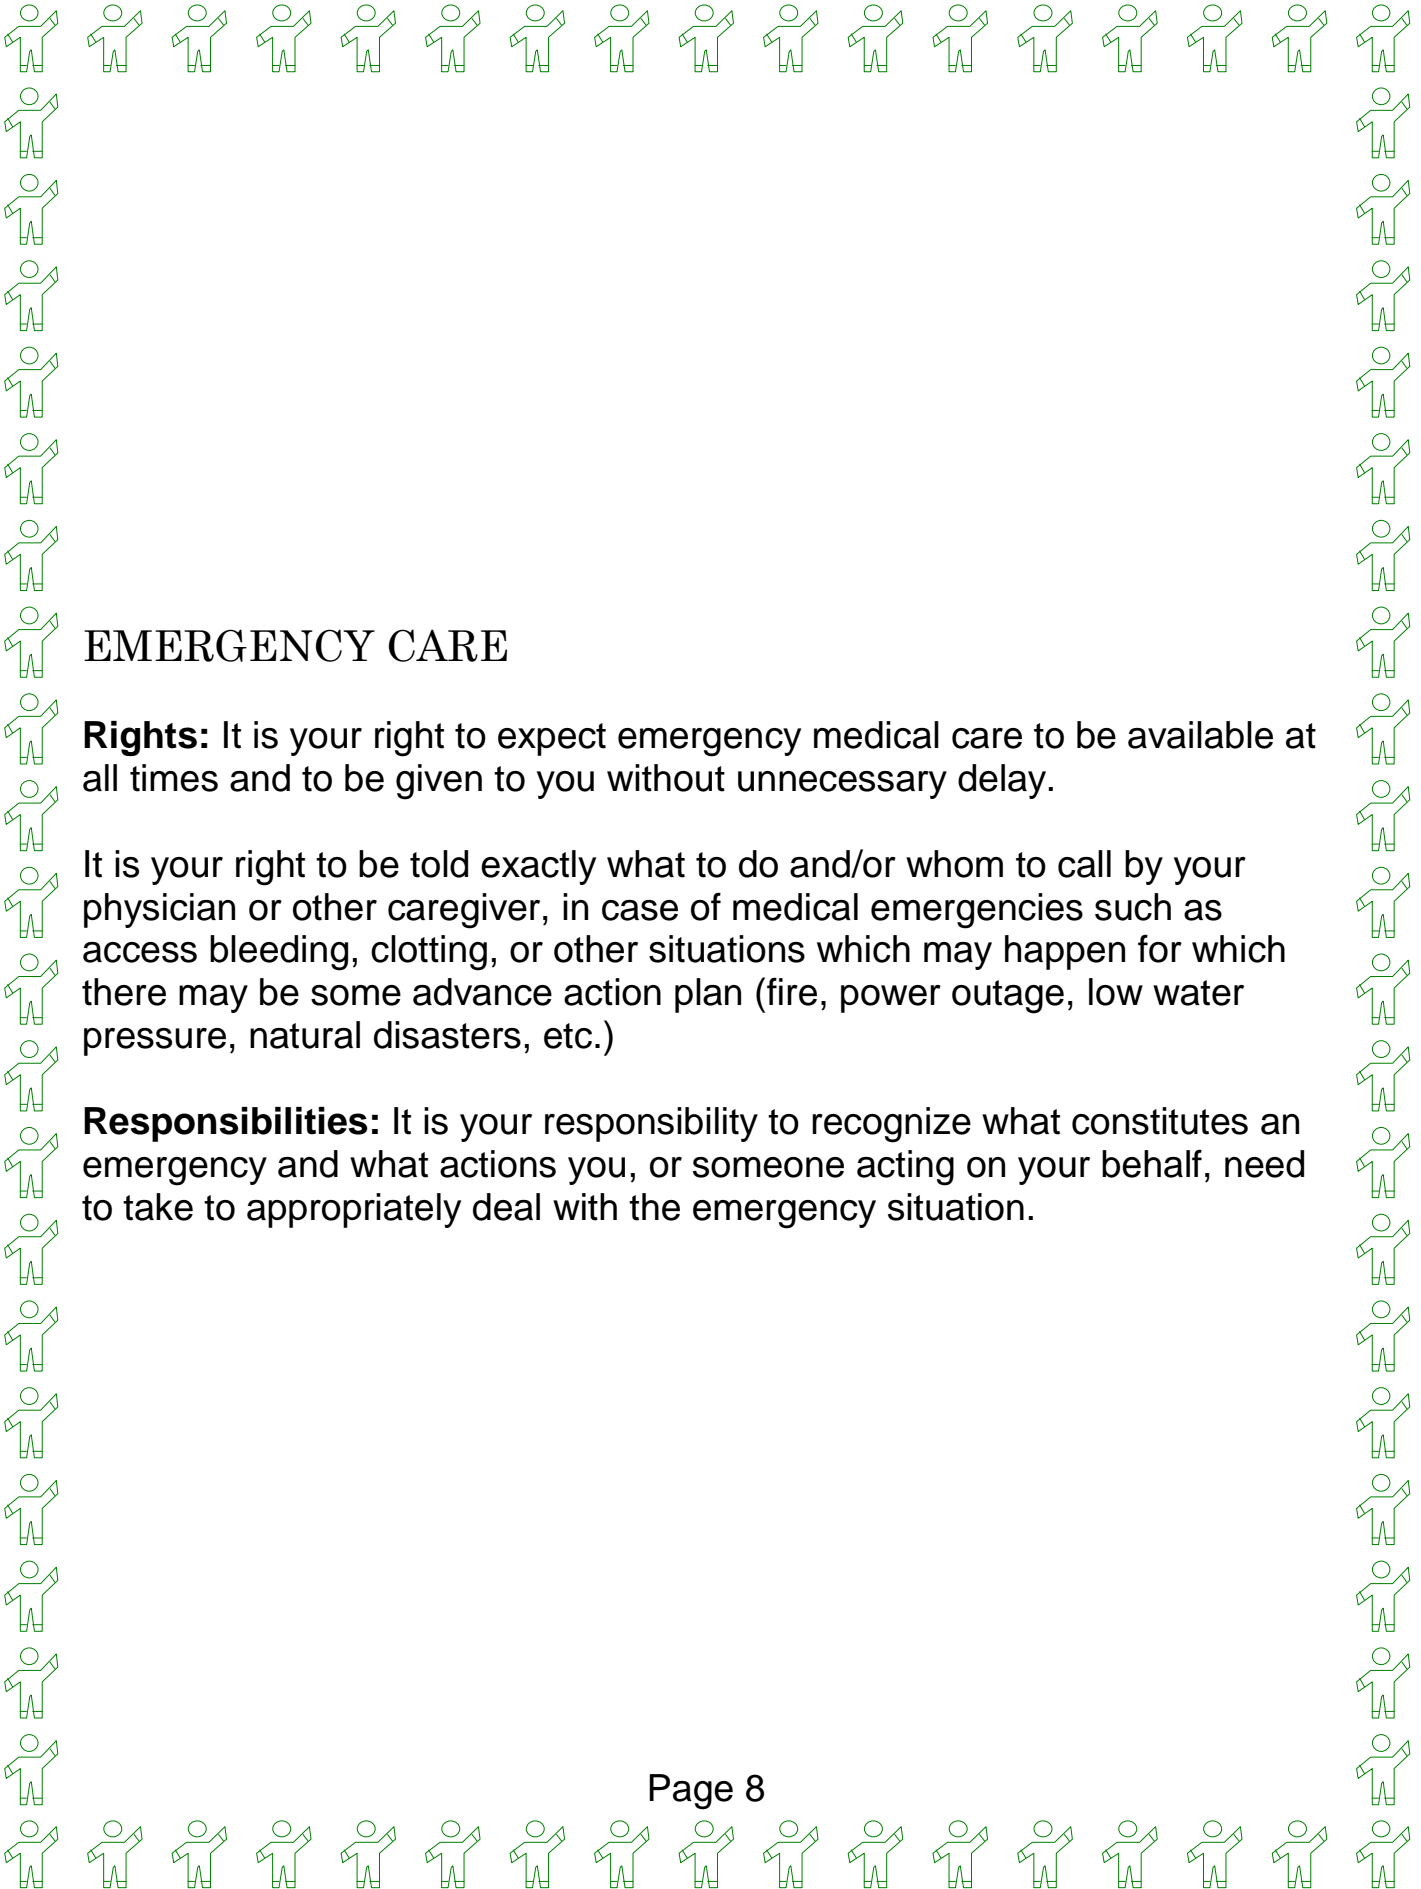 EMERGENCY CARE
Rights: It is your right to expect emergency medical care to be available at
all times and to be given to you without unnecessary delay.
It is your right to be told exactly what to do and/or whom to call by your
physician or other caregiver, in case of medical emergencies such as
access bleeding, clotting, or other situations which may happen for which
there may be some advance action plan (fire, power outage, low water
pressure, natural disasters, etc.)
Responsibilities: It is your responsibility to recognize what constitutes an
emergency and what actions you, or someone acting on your behalf, need
to take to appropriately deal with the emergency situation.
Page 8